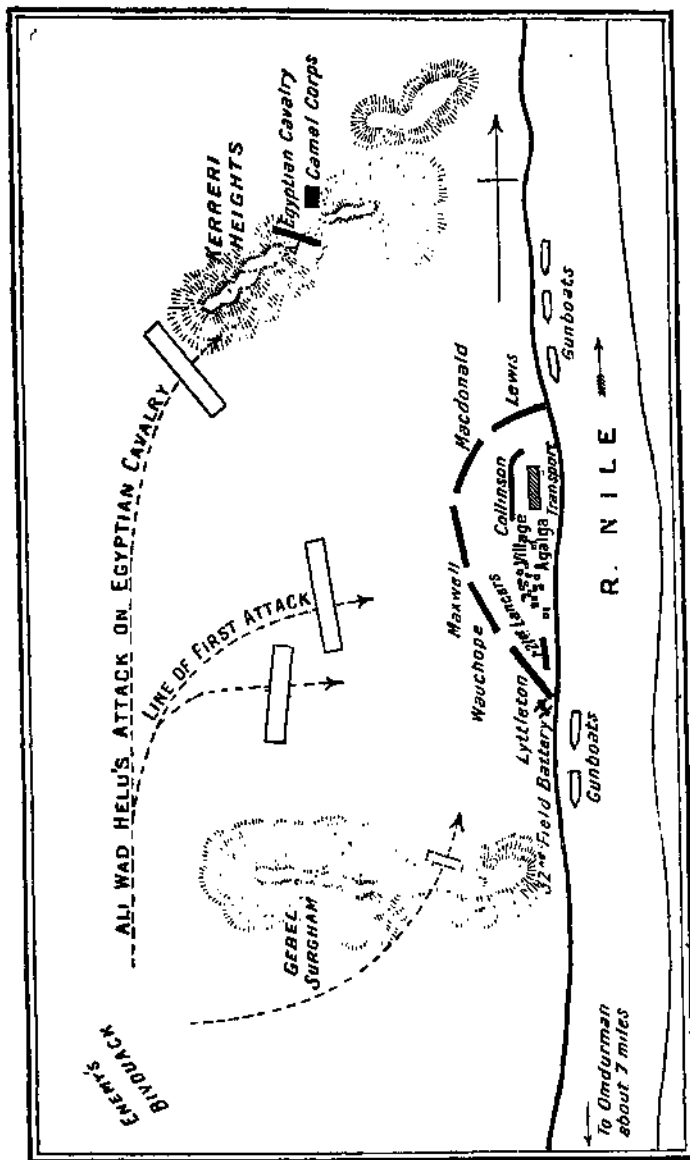 ENEMY'S
BIVOUACK
ALI WAD HELU'S ATTACK ON EGYPTIAN CAVALRY
LINE OF FIRST ATTACK
KERRERI
HEIGHTS
Egyptian Cavalry
Camel Corps
GEBEL
SURGHAM
Macdonald
Lewis
Maxwell
Wauchope
Lyttleton
32nd Field Battery
21st Lancers
Village
Agaiga
Collinson
Transport
Gunboats
Gunboats
R. NILE
To Omdurman
about 7 miles